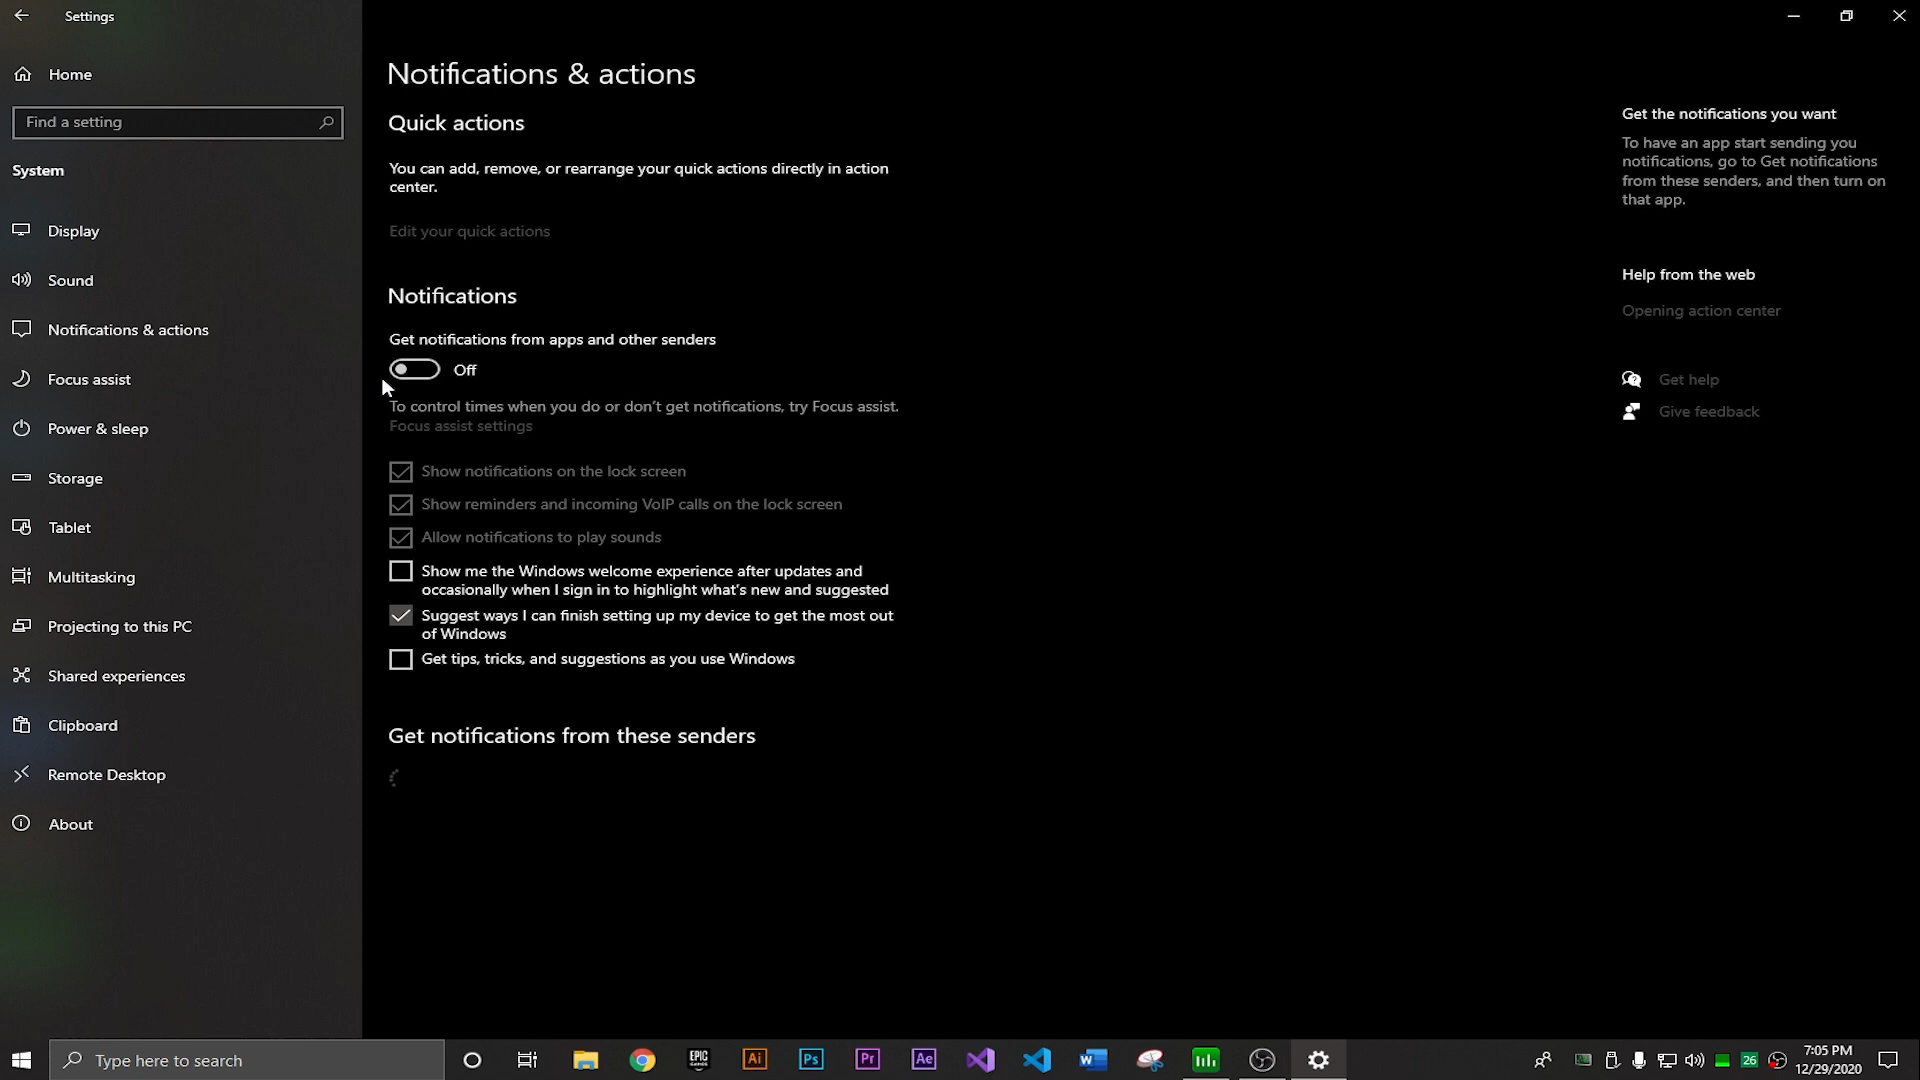 Settings
Home
Find a setting
System
Display
Sound
Notifications & actions
Focus assist
Power & sleep
Storage
Tablet
Multitasking
Projecting to this PC
Shared experiences
Clipboard
Remote Desktop
About
Notifications & actions
Quick actions
You can add, remove, or rearrange your quick actions directly in action
center.
Edit your quick actions
Notifications
Get notifications from apps and other senders
Off
To control times when you do or don't get notifications, try Focus assist.
Focus assist settings
Show notifications on the lock screen
Show reminders and incoming VoIP calls on the lock screen
Allow notifications to play sounds
Show me the Windows welcome experience after updates and
occasionally when I sign in to highlight what's new and suggested
Suggest ways I can finish setting up my device to get the most out
of Windows
Get tips, tricks, and suggestions as you use Windows
Get notifications from these senders
Get the notifications you want
To have an app start sending you
notifications, go to Get notifications
from these senders, and then turn on
that app.
Help from the web
Opening action center
Get help
Give feedback
Type here to search
EPIC
GAMES
Ai
Ps
Pr
Ae
W
26
7:05 PM
12/29/2020